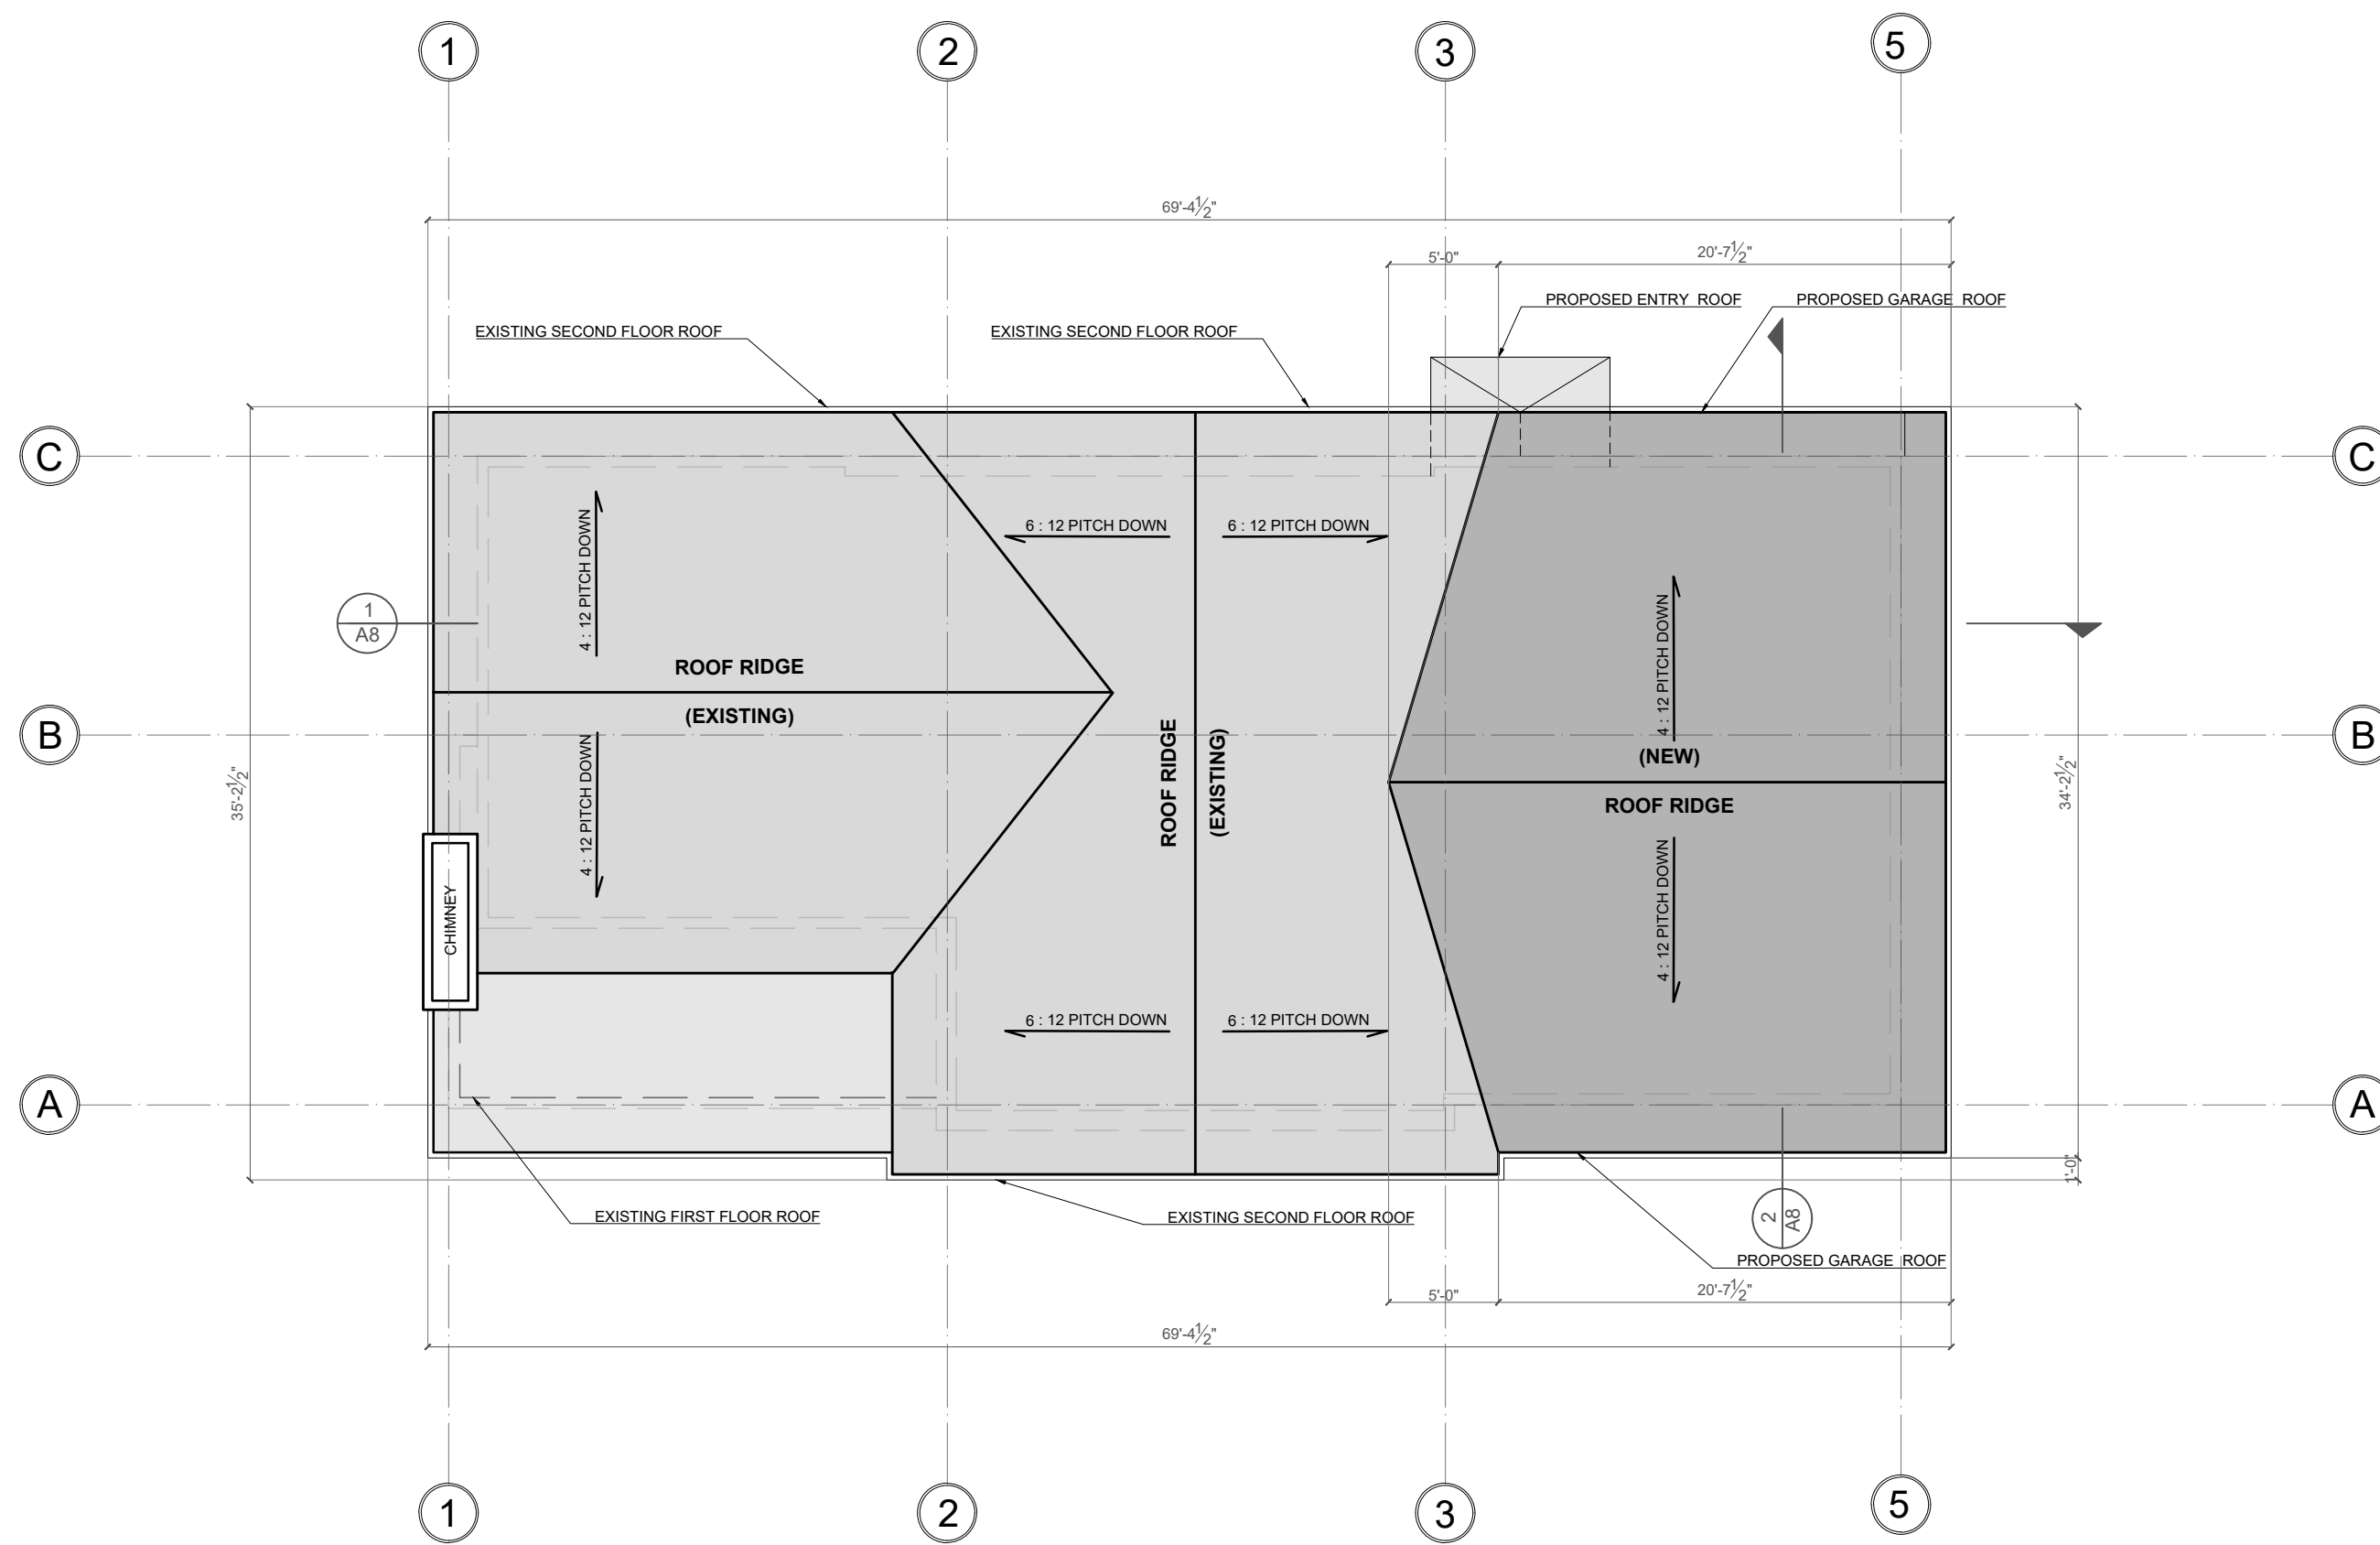 1
2
3
5
69'-4½"
5'-0"
20'-7½"
PROPOSED ENTRY ROOF
PROPOSED GARAGE ROOF
EXISTING SECOND FLOOR ROOF
EXISTING SECOND FLOOR ROOF
C
C
6 : 12 PITCH DOWN
6 : 12 PITCH DOWN
4 : 12 PITCH DOWN
4 : 12 PITCH DOWN
1
A8
ROOF RIDGE
(EXISTING)
B
B
ROOF RIDGE
(EXISTING)
(NEW)
ROOF RIDGE
35'-2½"
34'-2½"
4 : 12 PITCH DOWN
4 : 12 PITCH DOWN
CHIMNEY
6 : 12 PITCH DOWN
6 : 12 PITCH DOWN
A
A
1'-0"
EXISTING FIRST FLOOR ROOF
EXISTING SECOND FLOOR ROOF
2
A8
PROPOSED GARAGE ROOF
5'-0"
20'-7½"
69'-4½"
1
2
3
5